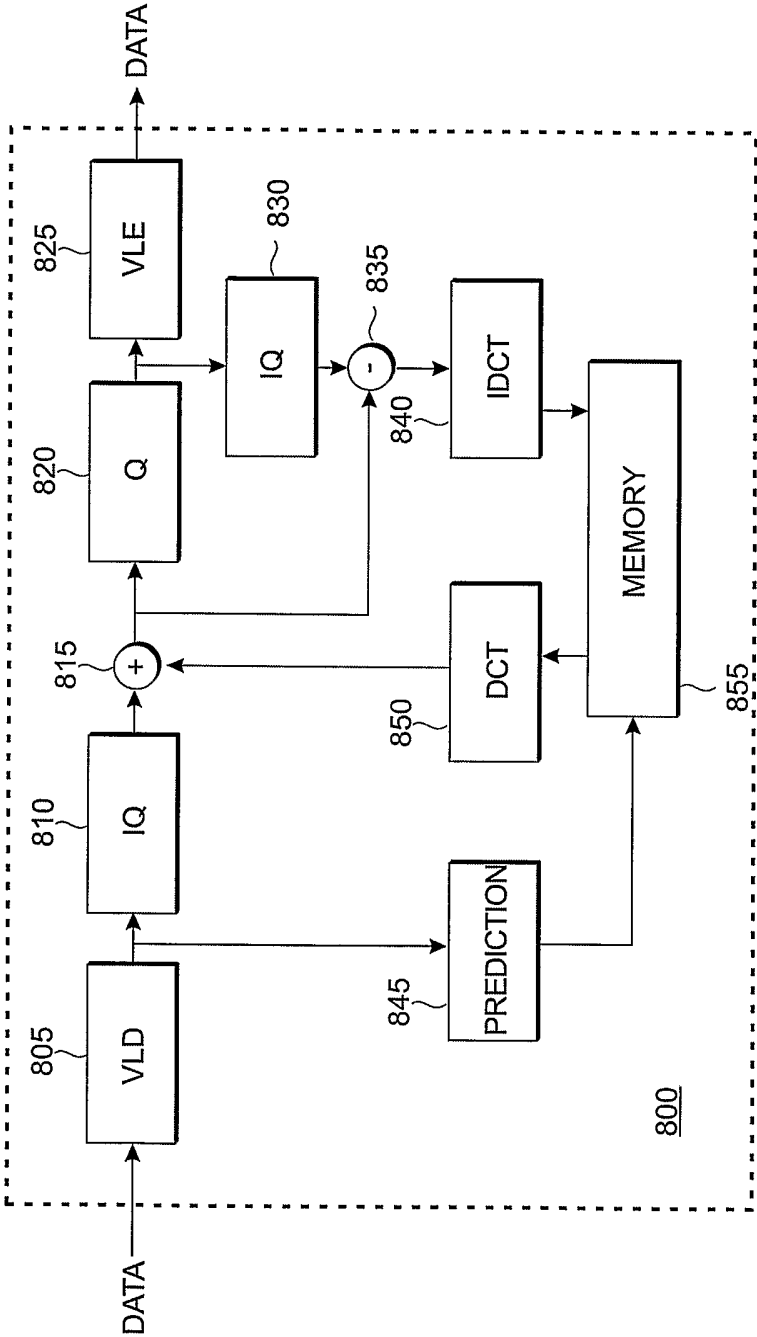 DATA
805
VLD
810
IQ
815
+
820
Q
825
VLE
DATA
830
IQ
835
-
845
PREDICTION
850
DCT
840
IDCT
MEMORY
855
800